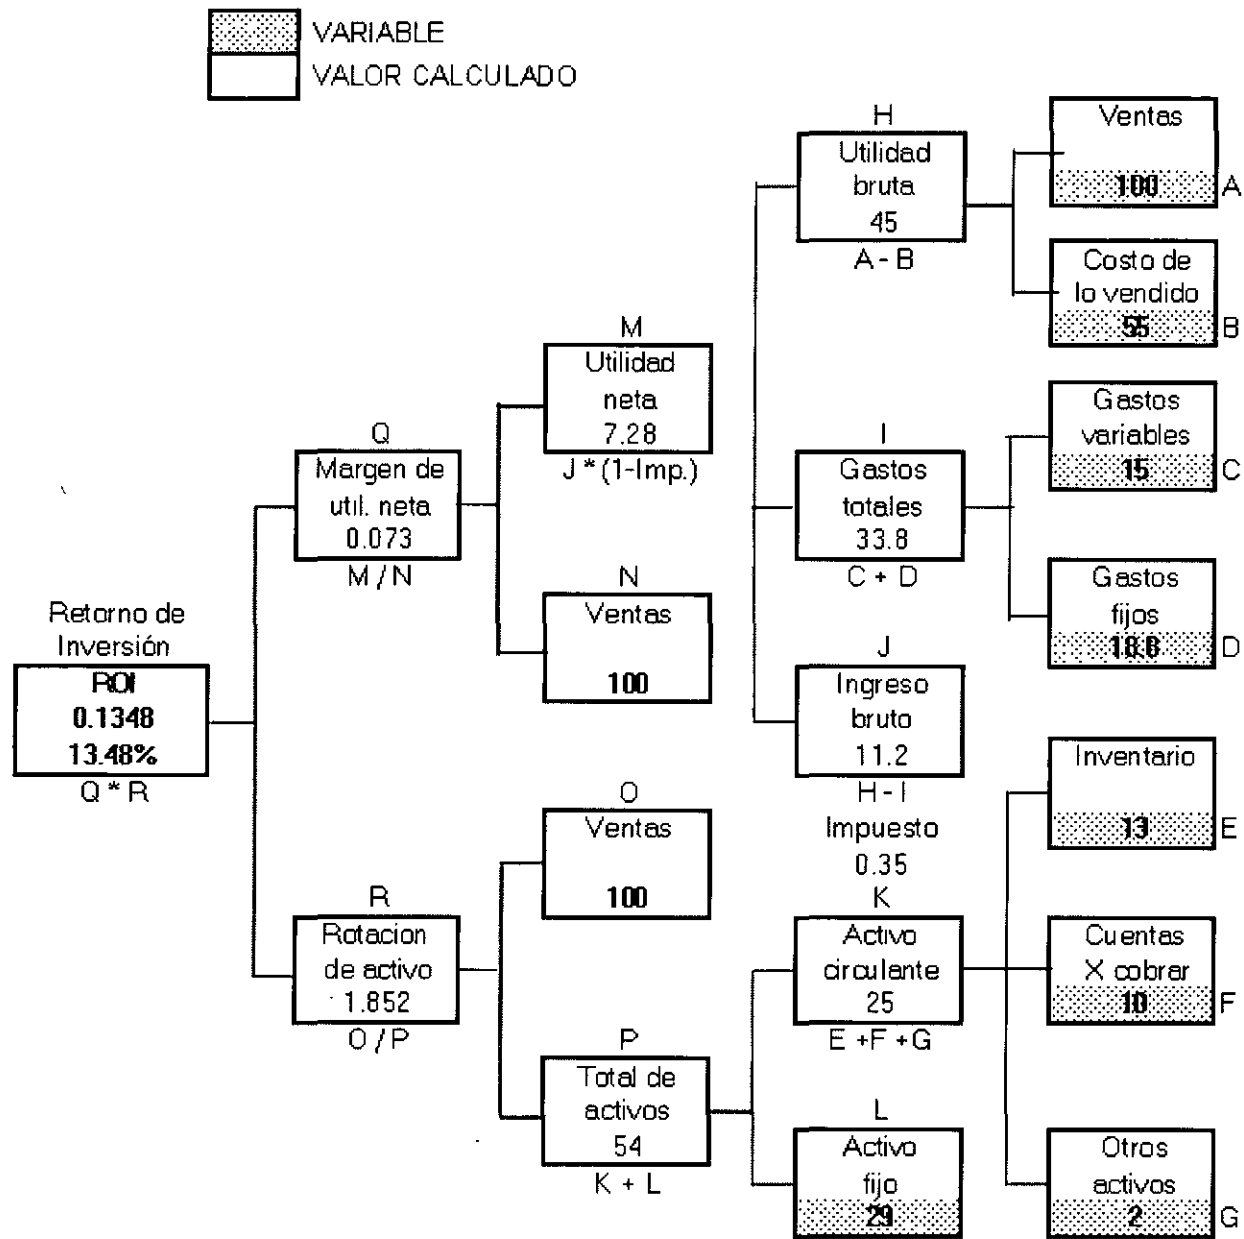 VARIABLE
VALOR CALCULADO
H
Utilidad
bruta
45
A - B
Ventas
100
A
Costo de
lo vendido
55
B
M
Utilidad
neta
7.28
J * (1-Imp.)
Q
Margen de
util. neta
0.073
M / N
I
Gastos
totales
33.8
C + D
Gastos
variables
15
C
N
Ventas
100
Gastos
fijos
18.8
D
Retorno de
Inversión
ROI
0.1348
13.48%
Q * R
J
Ingreso
bruto
11.2
H - I
Impuesto
0.35
Inventario
13
E
O
Ventas
100
R
Rotacion
de activo
1.852
O / P
K
Activo
circulante
25
E +F +G
Cuentas
X cobrar
10
F
P
Total de
activos
54
K + L
L
Activo
fijo
29
Otros
activos
2
G